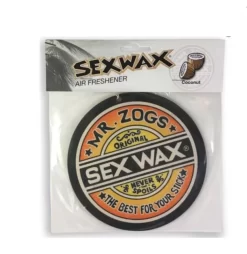 SEXWAX
AIR FRESHENER
Coconut
MR. ZOGS
ORIGINAL
SEX WAX®
NEVER
SPOILS
THE BEST FOR YOUR STICK